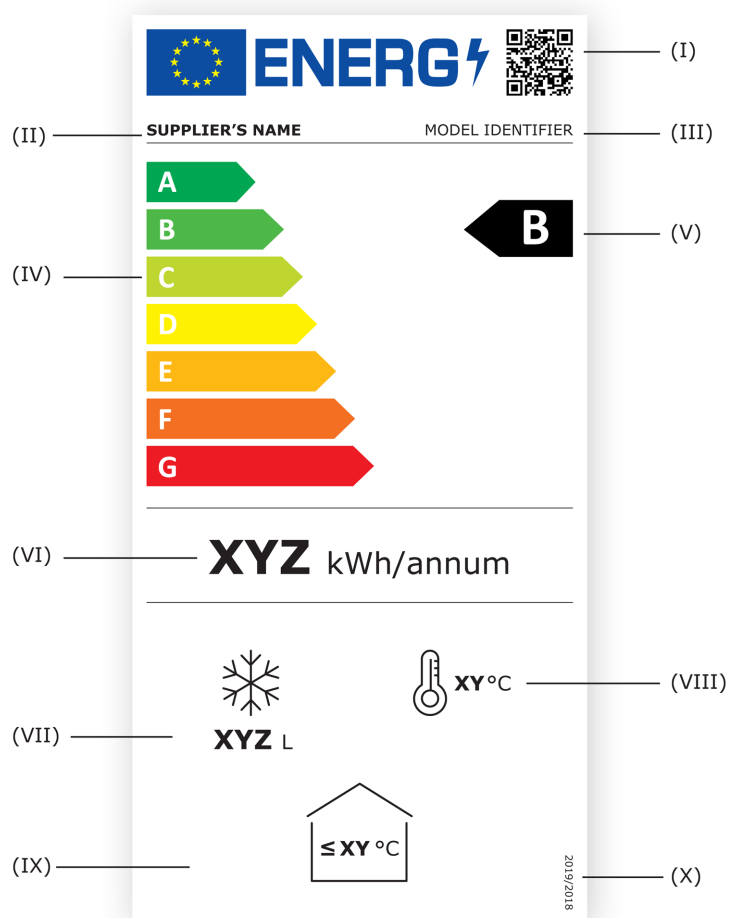 ENERG
(I)
(II)
SUPPLIER'S NAME
MODEL IDENTIFIER
(III)
A
B
B
(V)
(IV)
C
D
E
F
G
(VI)
XYZ kWh/annum
XY °C
(VIII)
(VII)
XYZ L
≤ XY °C
(IX)
2019/2018
(X)